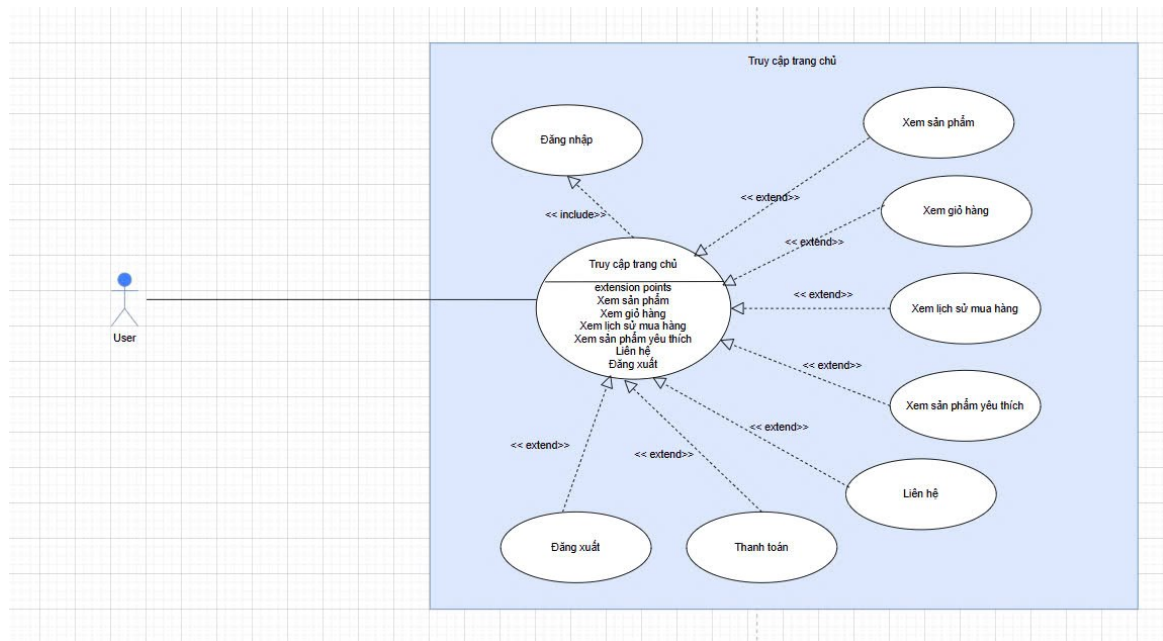 Truy cập trang chủ
Đăng nhập
Xem sản phẩm
<< extend>>
Xem giỏ hàng
<< include>>
<< extend>>
Truy cập trang chủ
extension points
Xem sản phẩm
Xem giỏ hàng
Xem lịch sử mua hàng
Xem sản phẩm yêu thích
Liên hệ
Đăng xuất
<< extend>>
Xem lịch sử mua hàng
User
<< extend>>
Xem sản phẩm yêu thích
<< extend>>
<< extend>>
<< extend>>
Liên hệ
Đăng xuất
Thanh toán